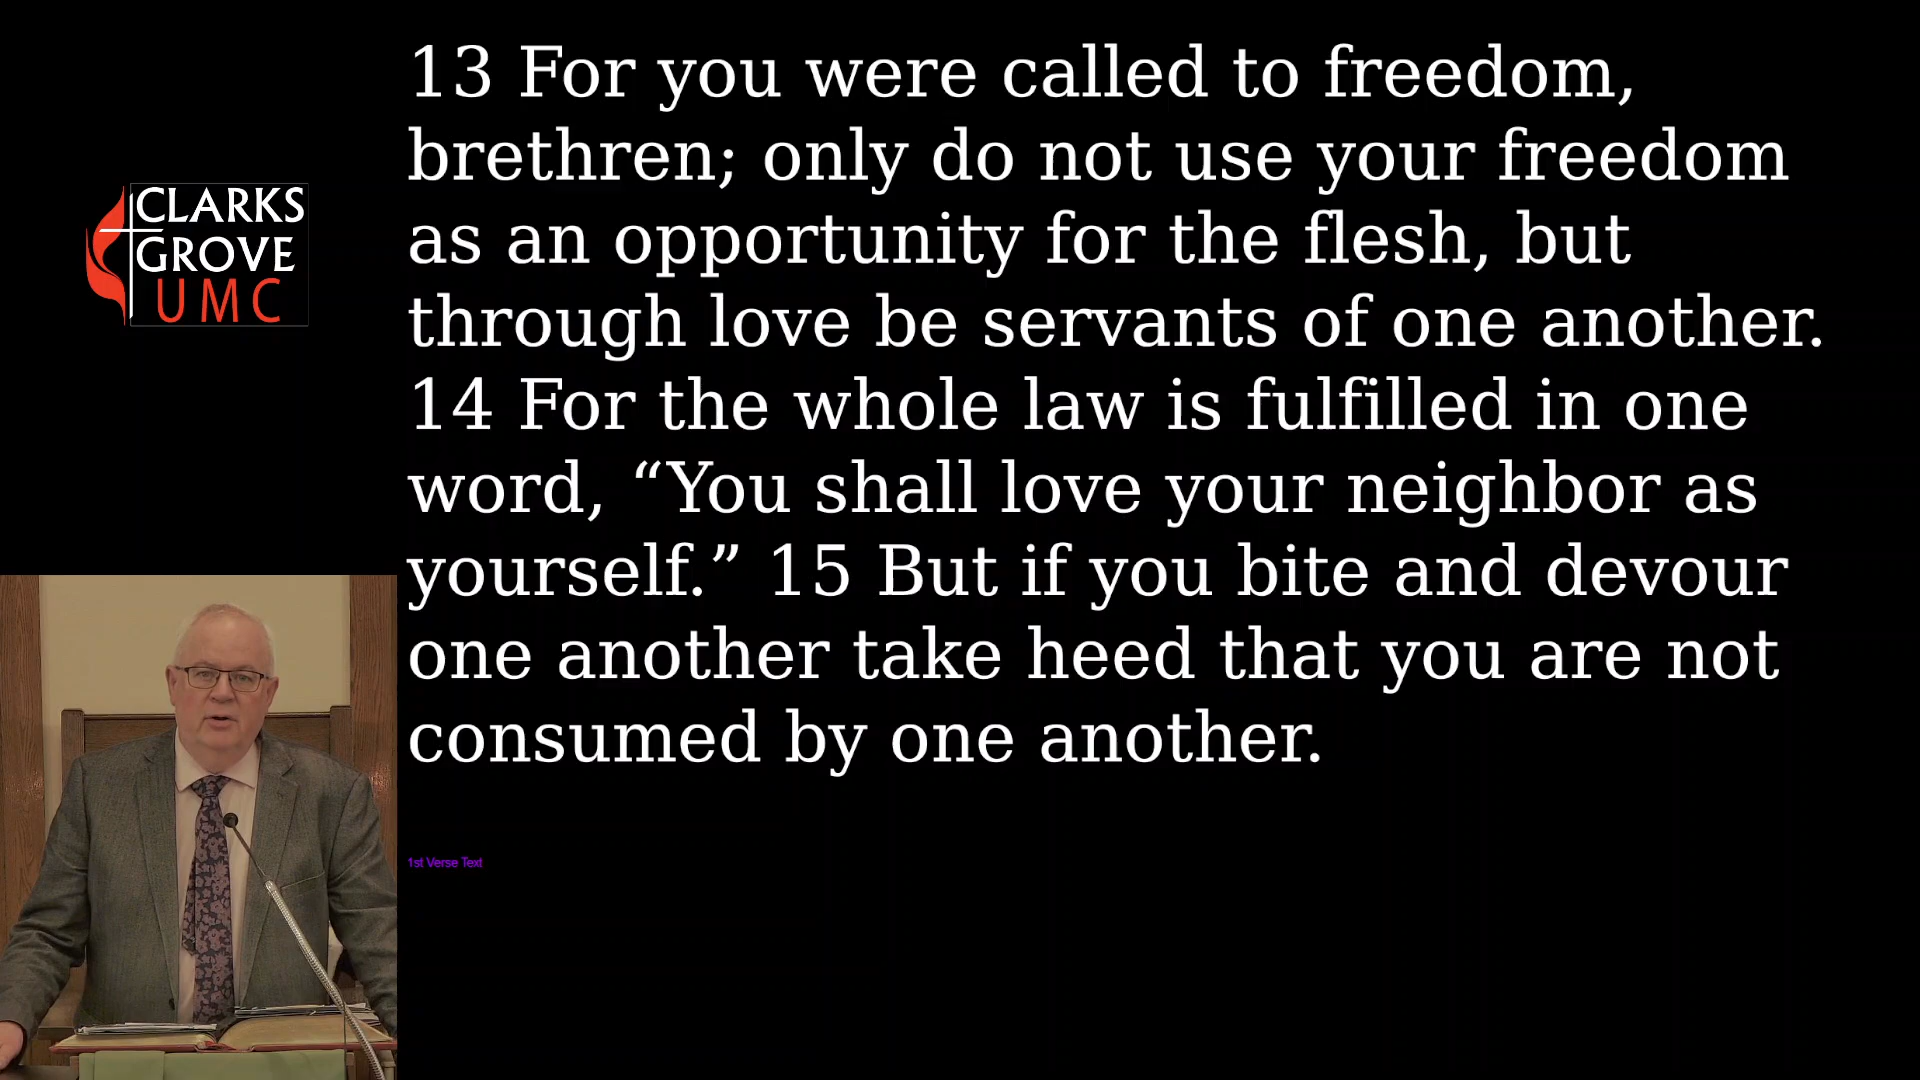 CLARKS
GROVE
UMC
13 For you were called to freedom,
brethren; only do not use your freedom
as an opportunity for the flesh, but
through love be servants of one another.
14 For the whole law is fulfilled in one
word, “You shall love your neighbor as
yourself.” 15 But if you bite and devour
one another take heed that you are not
consumed by one another.
1st Verse Text